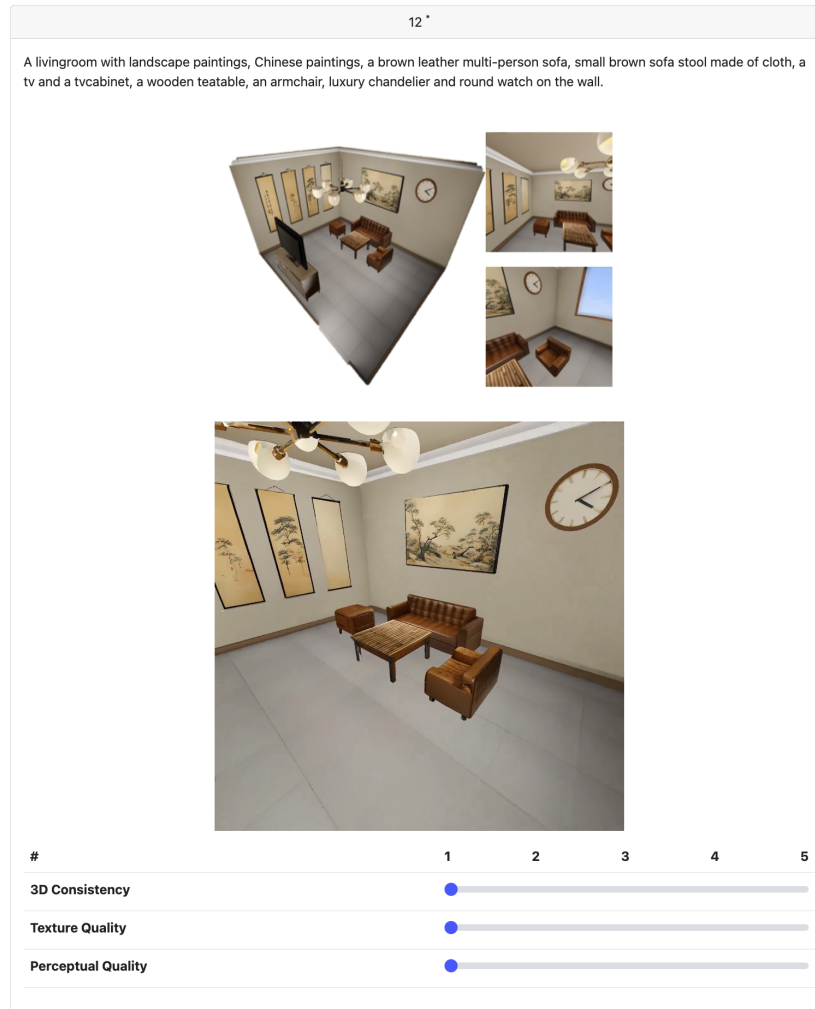 12 *
A livingroom with landscape paintings, Chinese paintings, a brown leather multi-person sofa, small brown sofa stool made of cloth, a
tv and a tvcabinet, a wooden teatable, an armchair, luxury chandelier and round watch on the wall.
# 1 2 3 4 5
3D Consistency
Texture Quality
Perceptual Quality